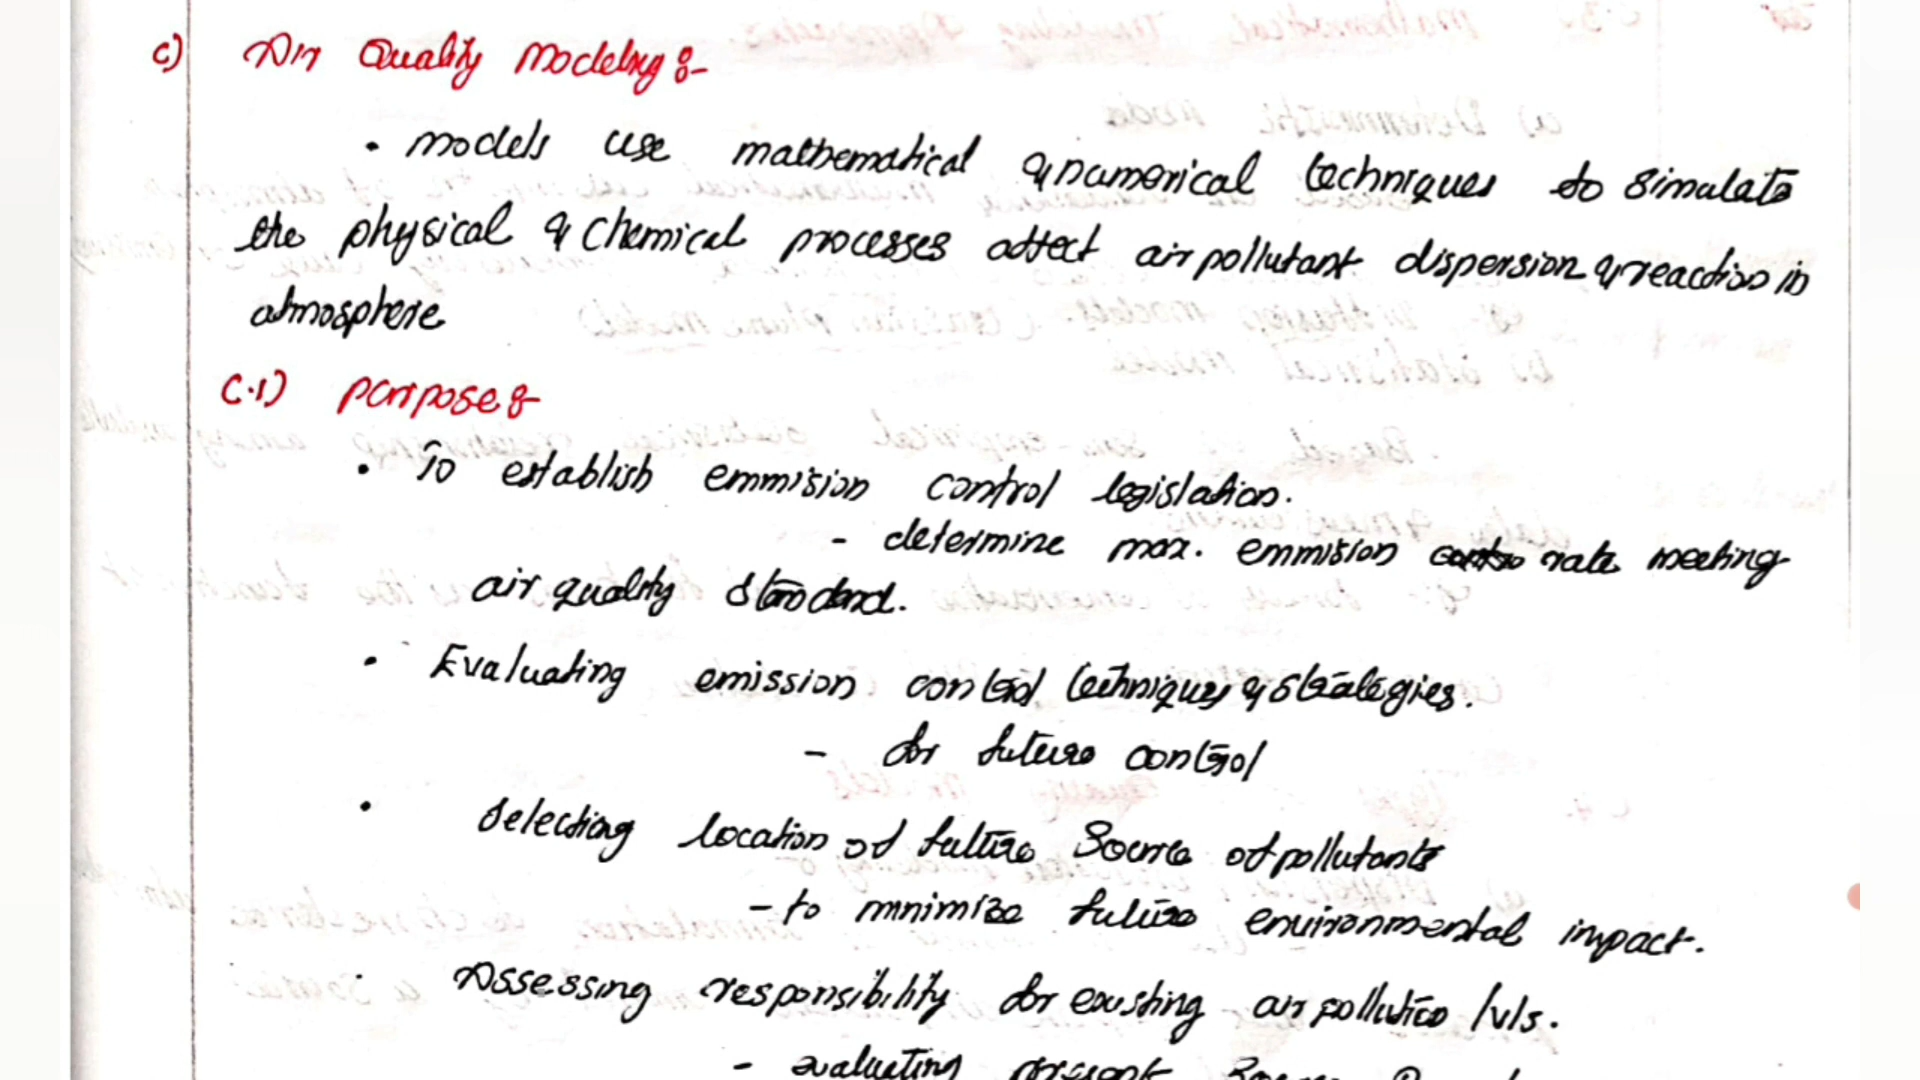 c) Air Quality Modeling :-
• models use mathematical & numerical techniques to simulate
the physical & chemical processes affect air pollutant dispersion & reaction in
atmosphere
C.1) purpose :-
• To establish emmision control legislation.
- determine max. emmision rate meeting
air quality standard.
• Evaluating emission control techniques & strategies.
- for future control
• selecting location of future source of pollutants
- to minimize future environmental impact.
Assessing responsibility for existing air pollution lvls.
- evaluating present